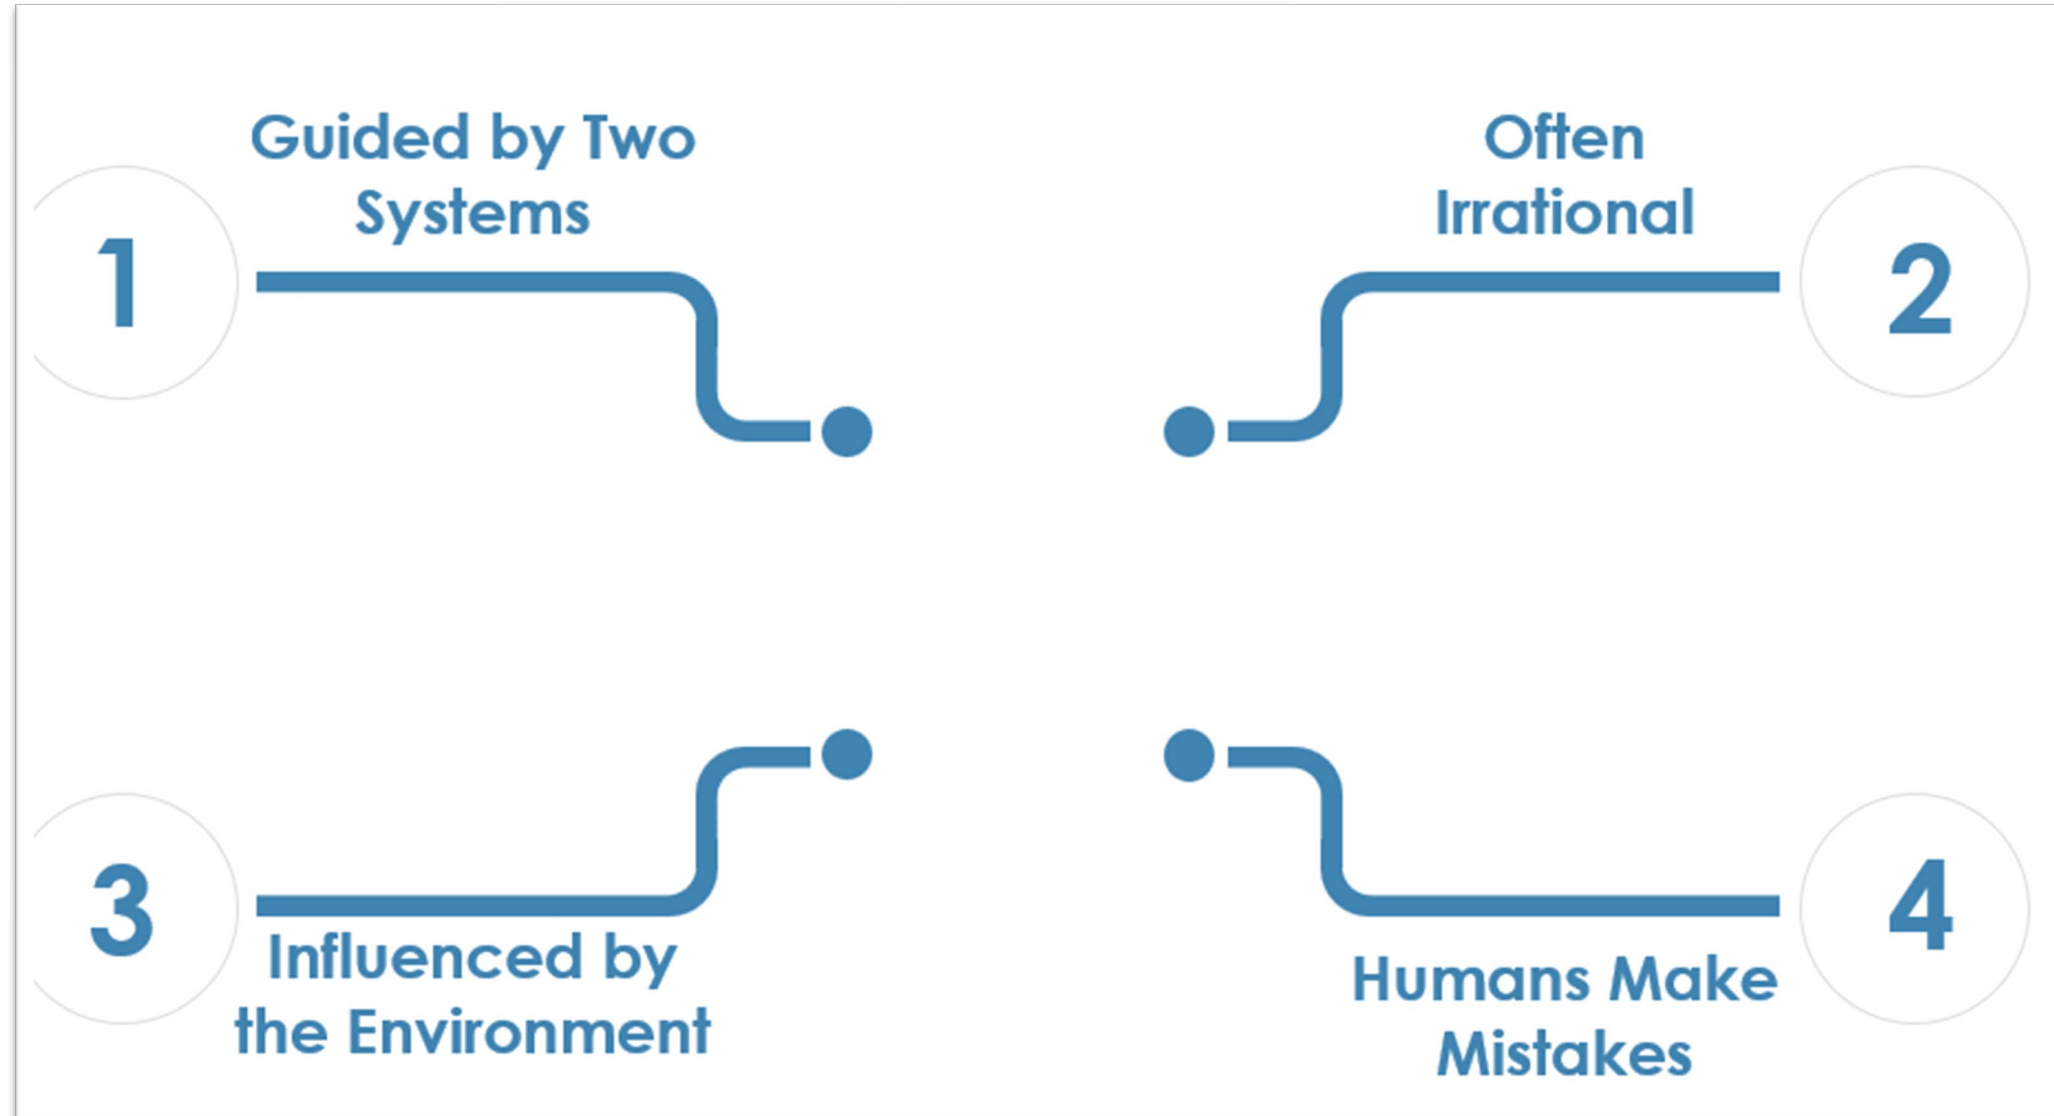 1
Guided by Two
Systems
Often
Irrational
2
3
Influenced by
the Environment
Humans Make
Mistakes
4